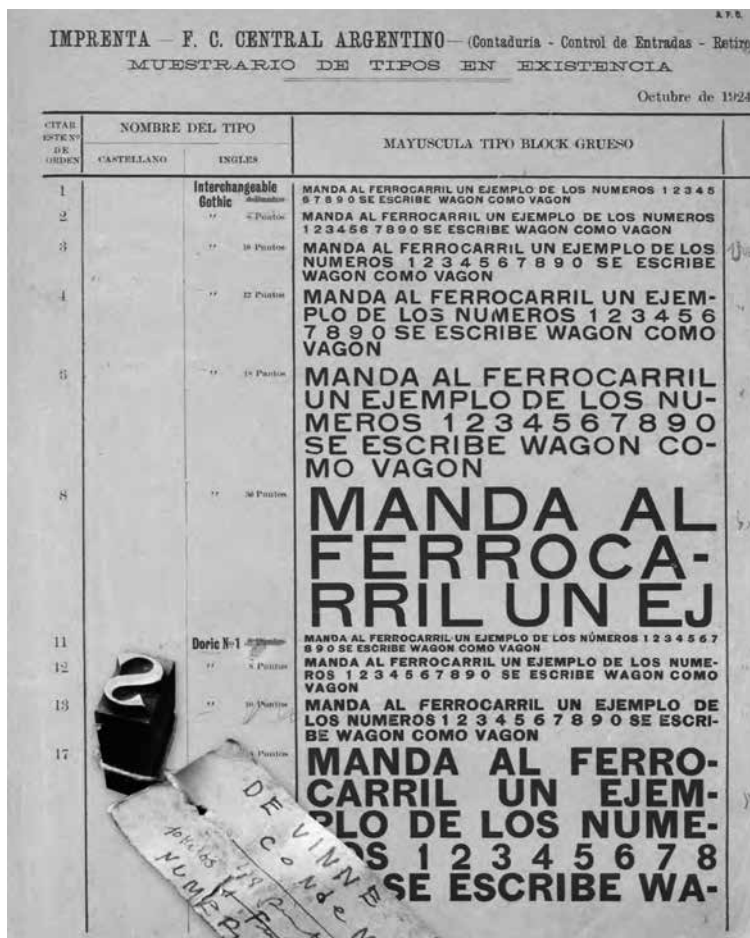 A. F. 6.
IMPRENTA — F. C. CENTRAL ARGENTINO — (Contaduria - Control de Entradas - Retiro
MUESTRARIO DE TIPOS EN EXISTENCIA
Octubre de 1924
CITAR ESTE Nº DE ORDEN
NOMBRE DEL TIPO
CASTELLANO
INGLES
MAYUSCULA TIPO BLOCK GRUESO
1
Interchangeable
Gothic
MANDA AL FERROCARRIL UN EJEMPLO DE LOS NUMEROS 1 2 3 4 5
6 7 8 9 0 SE ESCRIBE WAGON COMO VAGON
2
" Puntos
MANDA AL FERROCARRIL UN EJEMPLO DE LOS NUMEROS
1 2 3 4 5 6 7 8 9 0 SE ESCRIBE WAGON COMO VAGON
3
" 10 Puntos
MANDA AL FERROCARRIL UN EJEMPLO DE LOS
NUMEROS 1 2 3 4 5 6 7 8 9 0 SE ESCRIBE
WAGON COMO VAGON
4
" 12 Puntos
MANDA AL FERROCARRIL UN EJEM-
PLO DE LOS NUMEROS 1 2 3 4 5 6
7 8 9 0 SE ESCRIBE WAGON COMO
VAGON
" 18 Puntos
MANDA AL FERROCARRIL
UN EJEMPLO DE LOS NU-
MEROS 1 2 3 4 5 6 7 8 9 0
SE ESCRIBE WAGON CO-
MO VAGON
8
" 36 Puntos
MANDA AL
FERROCA-
RRIL UN EJ
11
Doric Nº 1
MANDA AL FERROCARRIL UN EJEMPLO DE LOS NÚMEROS 1 2 3 4 5 6 7
8 9 0 SE ESCRIBE WAGON COMO VAGON
12
" 8 Puntos
MANDA AL FERROCARRIL UN EJEMPLO DE LOS NUME-
ROS 1 2 3 4 5 6 7 8 9 0 SE ESCRIBE WAGON COMO
VAGON
13
" 10 Puntos
MANDA AL FERROCARRIL UN EJEMPLO DE
LOS NUMEROS 1 2 3 4 5 6 7 8 9 0 SE ESCRI-
BE WAGON COMO VAGON
17
Puntos
MANDA AL FERRO-
CARRIL UN EJEM-
PLO DE LOS NUME-
OS 1 2 3 4 5 6 7 8
SE ESCRIBE WA-
S
DE VINNE
CONDE
NUMER